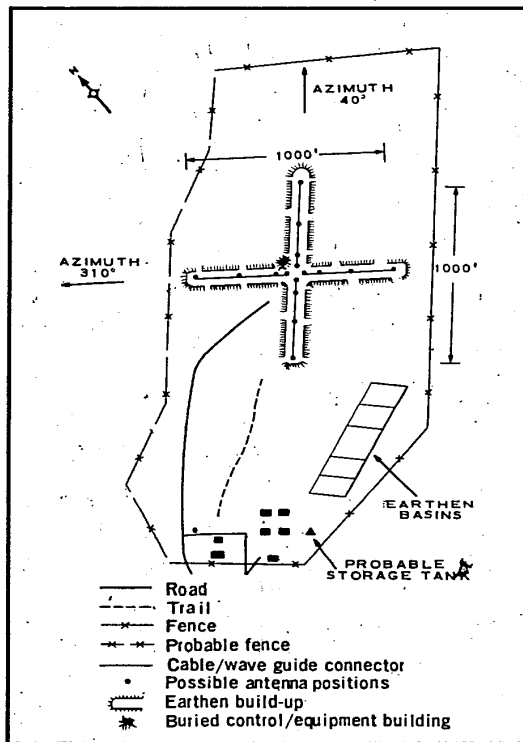 N
AZIMUTH
40°
1000'
AZIMUTH
310°
1000'
EARTHEN
BASINS
PROBABLE
STORAGE TANK
Road
Trail
Fence
Probable fence
Cable/wave guide connector
Possible antenna positions
Earthen build-up
Buried control/equipment building